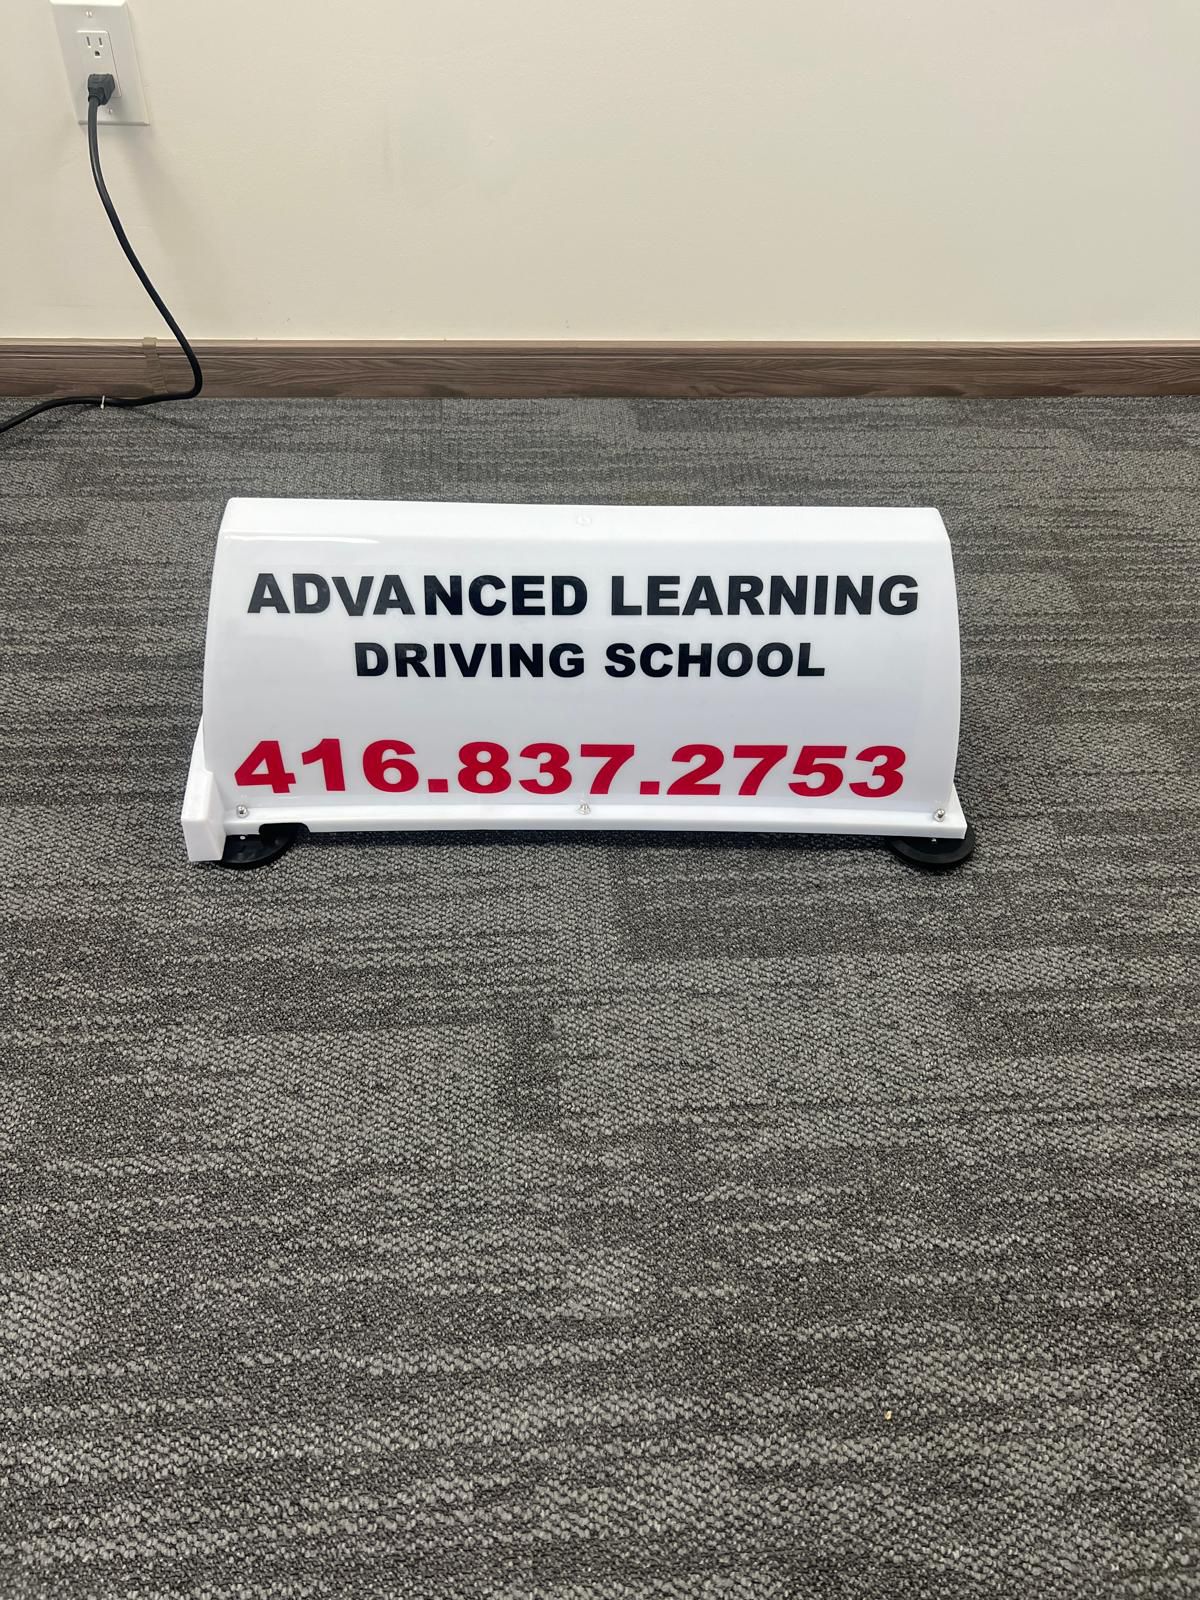 ADVANCED LEARNING
DRIVING SCHOOL
416.837.2753